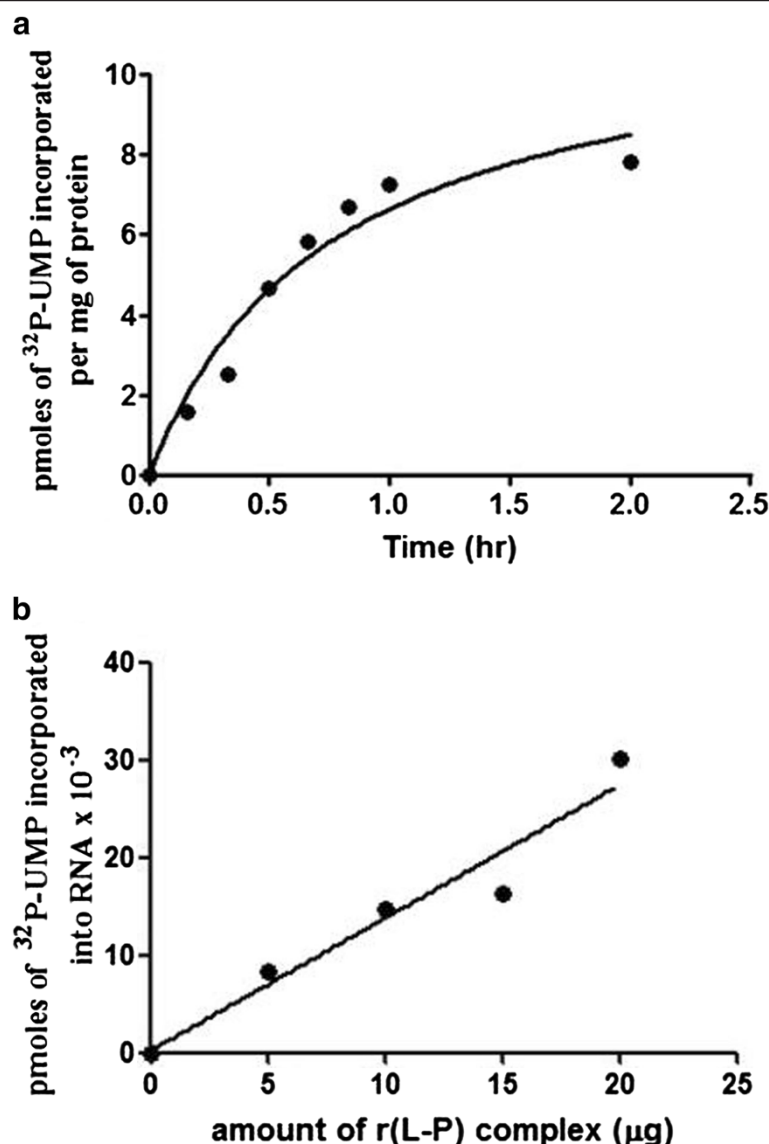 a
pmoles of ³²P-UMP incorporated
per mg of protein
10
8
6
4
2
0
0.0 0.5 1.0 1.5 2.0 2.5
Time (hr)
b
pmoles of ³²P-UMP incorporated
into RNA x 10⁻³
40
30
20
10
0
0 5 10 15 20 25
amount of r(L-P) complex (μg)